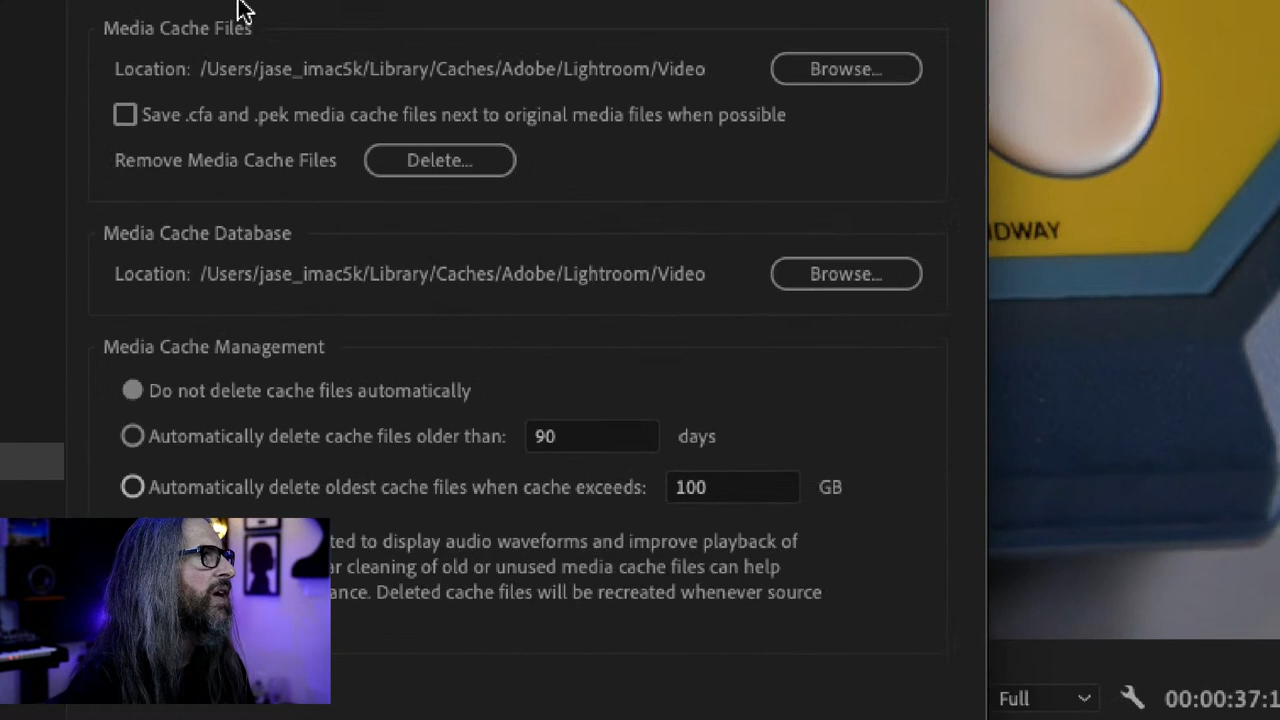 Media Cache Files
Location: /Users/jase_imac5k/Library/Caches/Adobe/Lightroom/Video Browse...
Save .cfa and .pek media cache files next to original media files when possible
Remove Media Cache Files Delete...
Media Cache Database
Location: /Users/jase_imac5k/Library/Caches/Adobe/Lightroom/Video Browse...
Media Cache Management
Do not delete cache files automatically
Automatically delete cache files older than: 90 days
Automatically delete oldest cache files when cache exceeds: 100 GB
to display audio waveforms and improve playback of
cleaning of old or unused media cache files can help
Deleted cache files will be recreated whenever source
Full 00:00:37:1